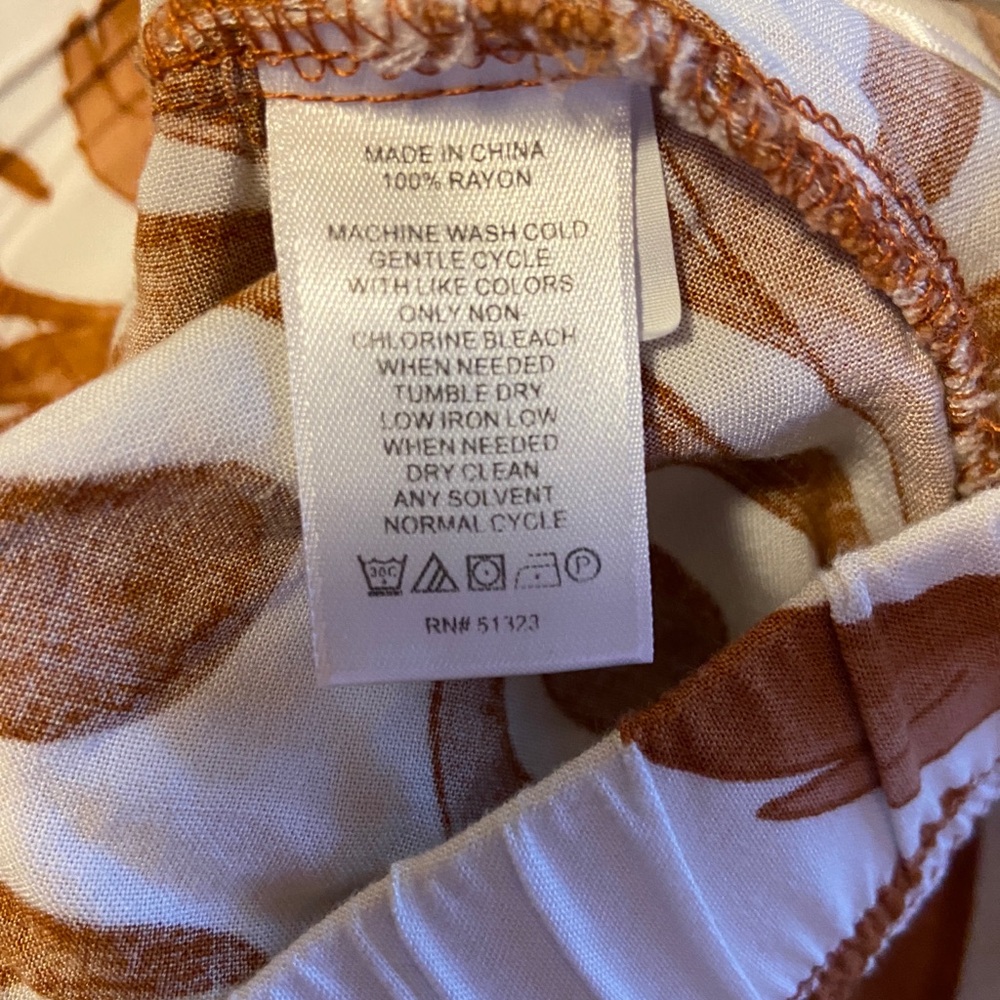 MADE IN CHINA
100% RAYON
MACHINE WASH COLD
GENTLE CYCLE
WITH LIKE COLORS
ONLY NON-
CHLORINE BLEACH
WHEN NEEDED
TUMBLE DRY
LOW IRON LOW
WHEN NEEDED
DRY CLEAN
ANY SOLVENT
NORMAL CYCLE
30C P
RN# 51323